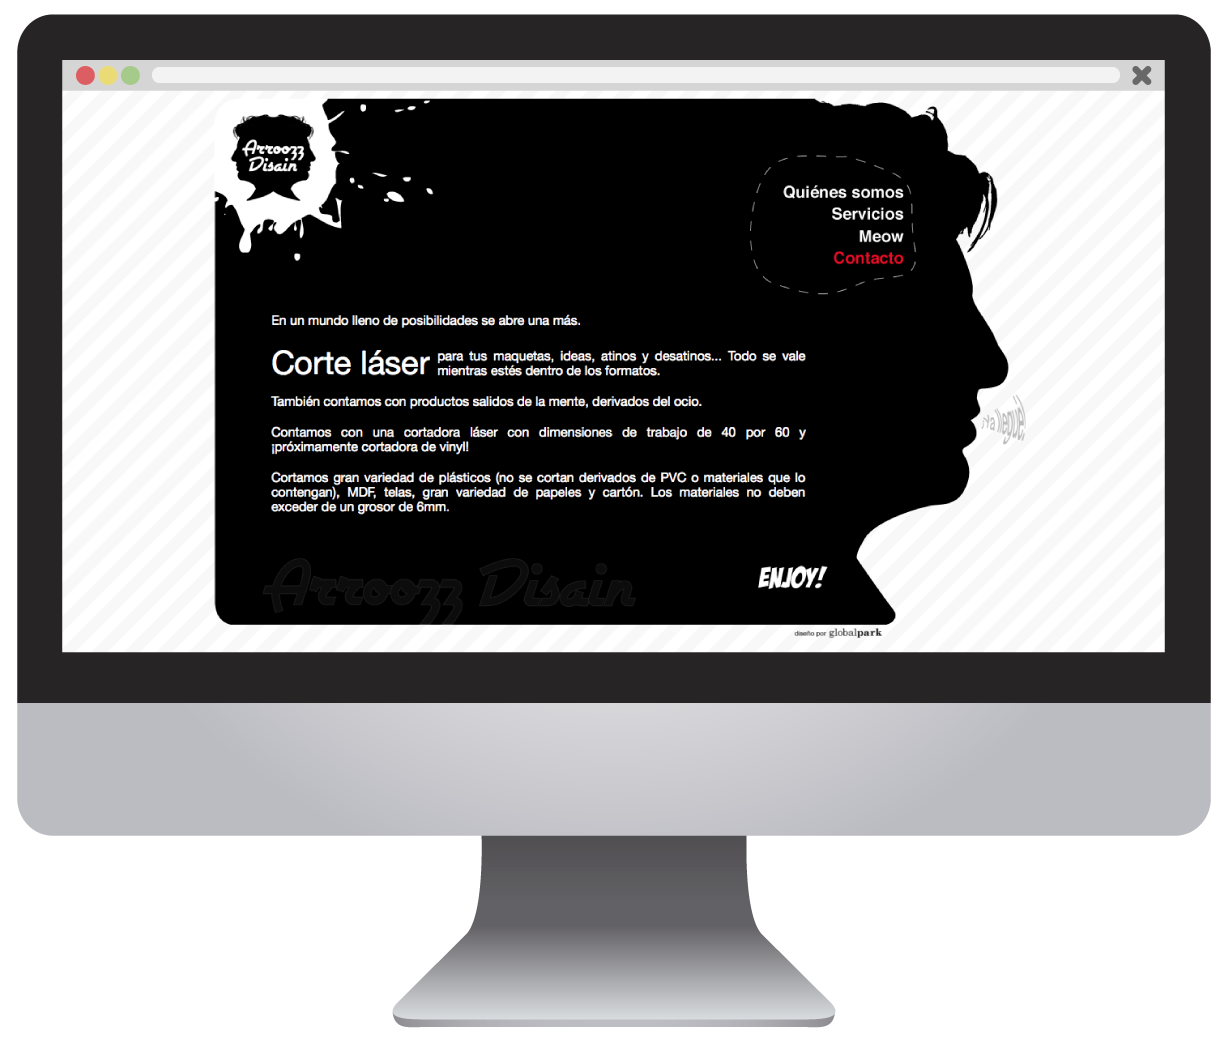 Arroozz
Disain
Quiénes somos
Servicios
Meow
Contacto
En un mundo lleno de posibilidades se abre una más.
Corte láser para tus maquetas, ideas, atinos y desatinos... Todo se vale
mientras estés dentro de los formatos.
También contamos con productos salidos de la mente, derivados del ocio.
Contamos con una cortadora láser con dimensiones de trabajo de 40 por 60 y
¡próximamente cortadora de vinyl!
Cortamos gran variedad de plásticos (no se cortan derivados de PVC o materiales que lo
contengan), MDF, telas, gran variedad de papeles y cartón. Los materiales no deben
exceder de un grosor de 6mm.
¡Ya llegué!
Arroozz Disain
ENJOY!
diseño por globalpark